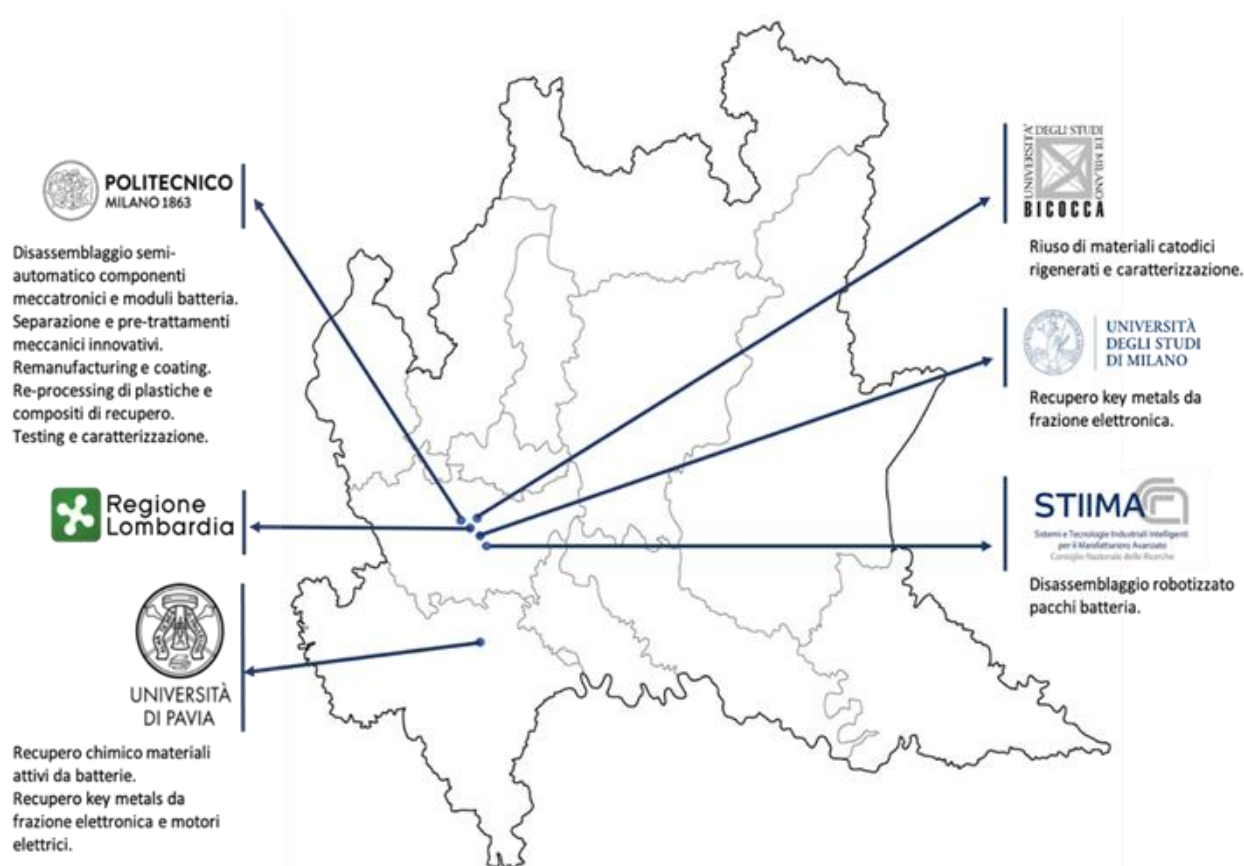 POLITECNICO
MILANO 1863
Disassemblaggio semi-
automatico componenti
meccatronici e moduli batteria.
Separazione e pre-trattamenti
meccanici innovativi.
Remanufacturing e coating.
Re-processing di plastiche e
compositi di recupero.
Testing e caratterizzazione.
Regione
Lombardia
UNIVERSITÀ
DI PAVIA
Recupero chimico materiali
attivi da batterie.
Recupero key metals da
frazione elettronica e motori
elettrici.
UNIVERSITÀ
DEGLI STUDI
DI MILANO
BICOCCA
Riuso di materiali catodici
rigenerati e caratterizzazione.
UNIVERSITÀ
DEGLI STUDI
DI MILANO
Recupero key metals da
frazione elettronica.
STIIMA
Sistemi e Tecnologie Industriali Intelligenti
per il Manifatturiero Avanzato
Consiglio Nazionale delle Ricerche
Disassemblaggio robotizzato
pacchi batteria.